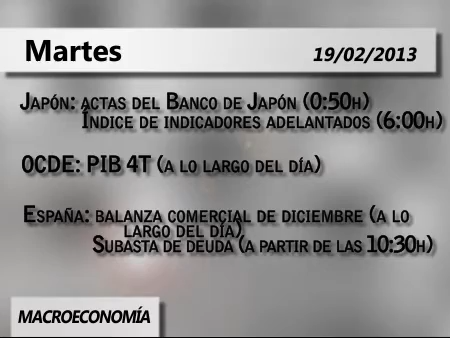 Martes
19/02/2013
Japón: actas del Banco de Japón (0:50h)
Índice de indicadores adelantados (6:00h)
OCDE: PIB 4T (a lo largo del día)
España: balanza comercial de diciembre (a lo
largo del día)
Subasta de deuda (a partir de las 10:30h)
MACROECONOMÍA